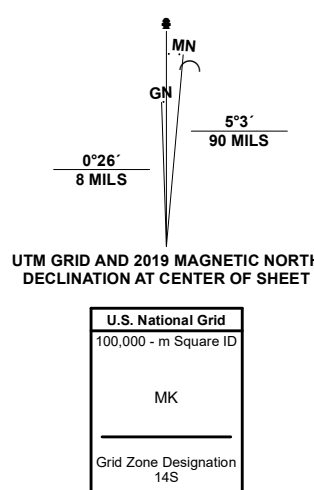 MN
GN
5°3´
90 MILS
0°26´
8 MILS
UTM GRID AND 2019 MAGNETIC NORTH
DECLINATION AT CENTER OF SHEET
U.S. National Grid
100,000 - m Square ID
MK
Grid Zone Designation
14S